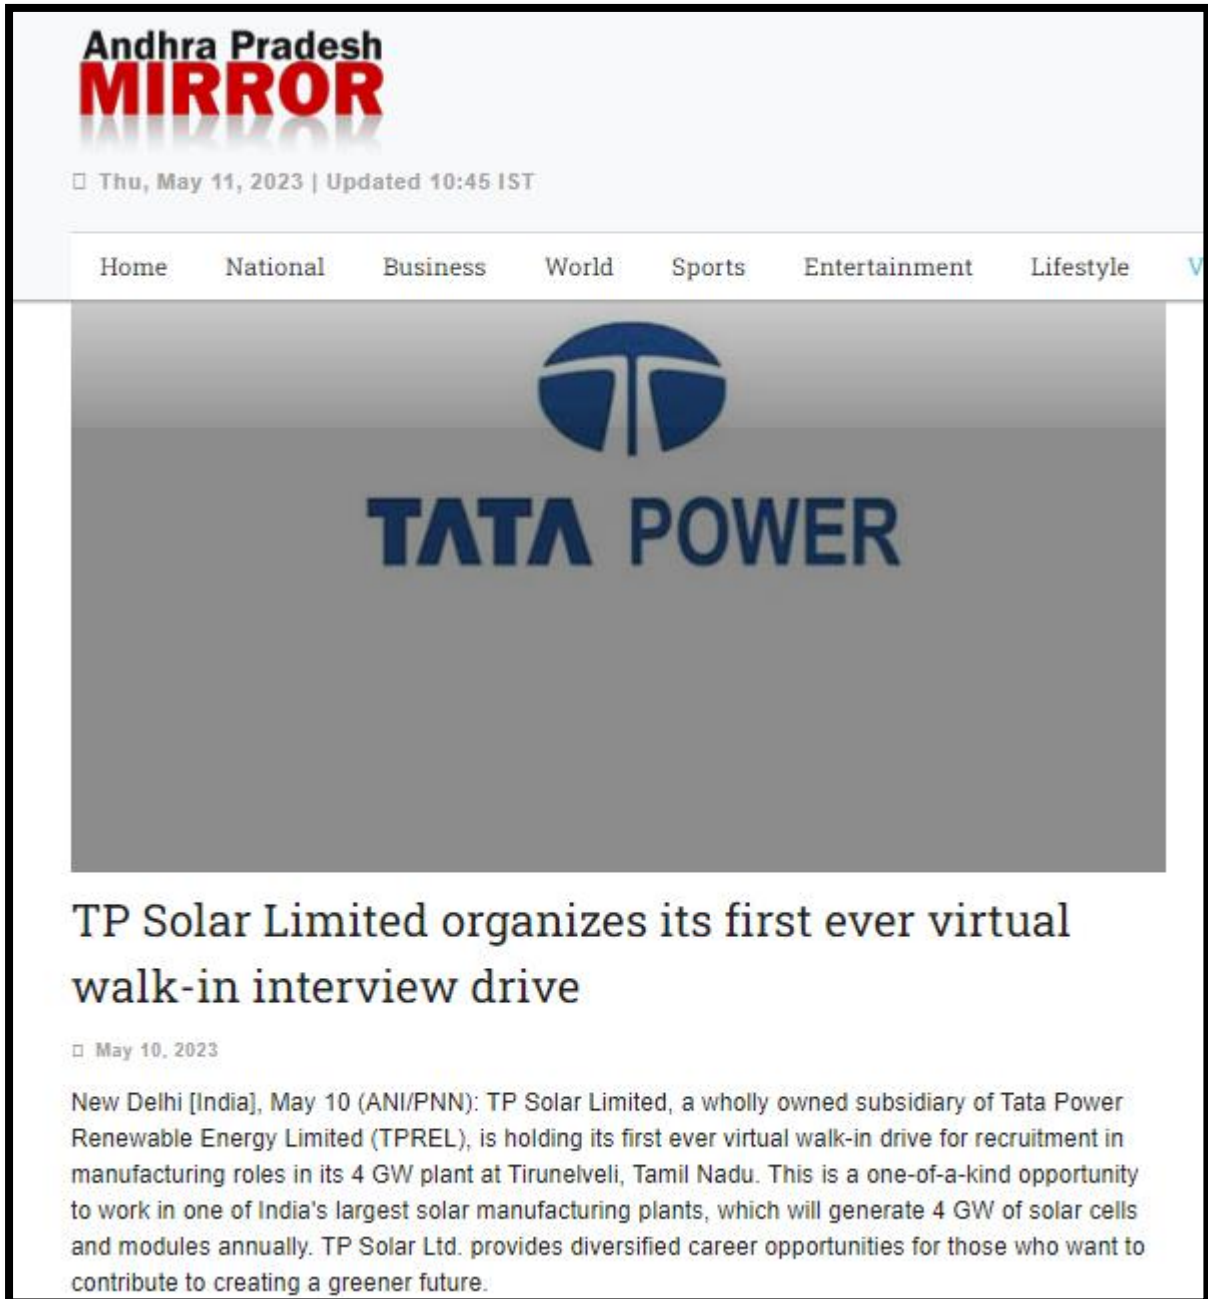 Andhra Pradesh
MIRROR
Thu, May 11, 2023 | Updated 10:45 IST
Home National Business World Sports Entertainment Lifestyle V
TATA POWER
TP Solar Limited organizes its first ever virtual
walk-in interview drive
May 10, 2023
New Delhi [India], May 10 (ANI/PNN): TP Solar Limited, a wholly owned subsidiary of Tata Power
Renewable Energy Limited (TPREL), is holding its first ever virtual walk-in drive for recruitment in
manufacturing roles in its 4 GW plant at Tirunelveli, Tamil Nadu. This is a one-of-a-kind opportunity
to work in one of India's largest solar manufacturing plants, which will generate 4 GW of solar cells
and modules annually. TP Solar Ltd. provides diversified career opportunities for those who want to
contribute to creating a greener future.